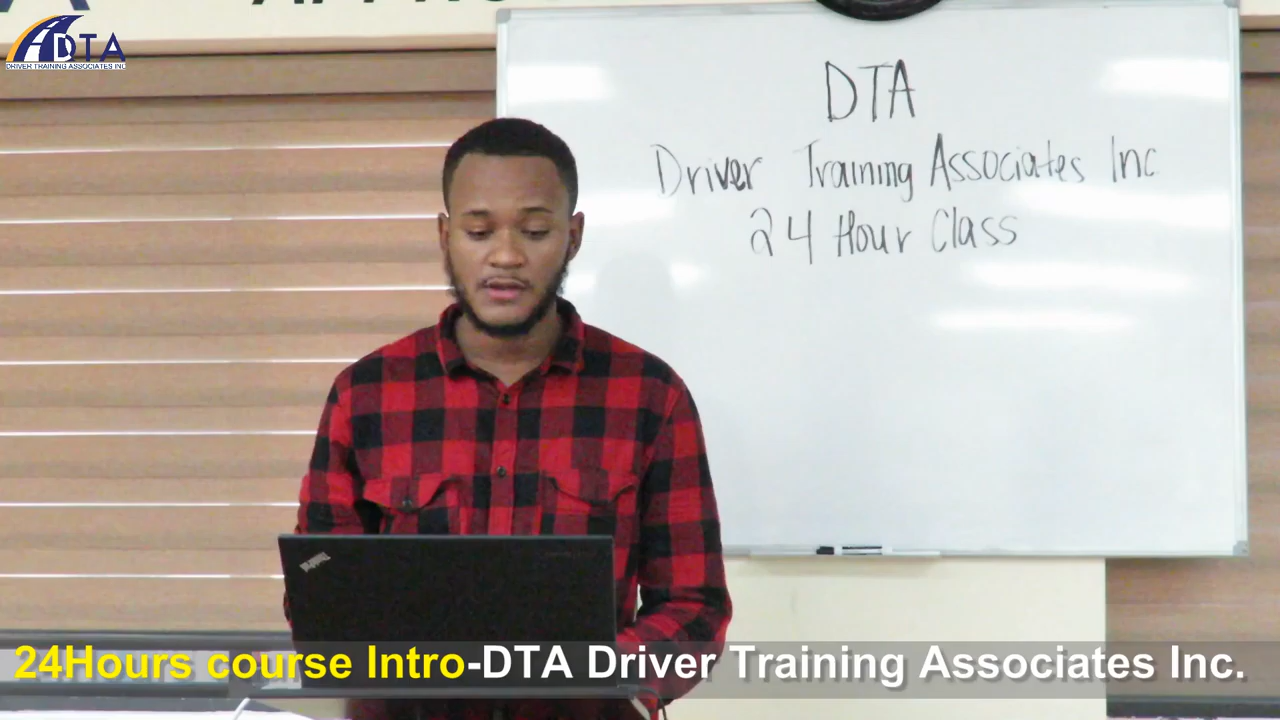 DTA
DRIVER TRAINING ASSOCIATES INC
DTA
Driver Training Associates Inc
24 Hour Class
ThinkPad
24Hours course Intro-DTA Driver Training Associates Inc.